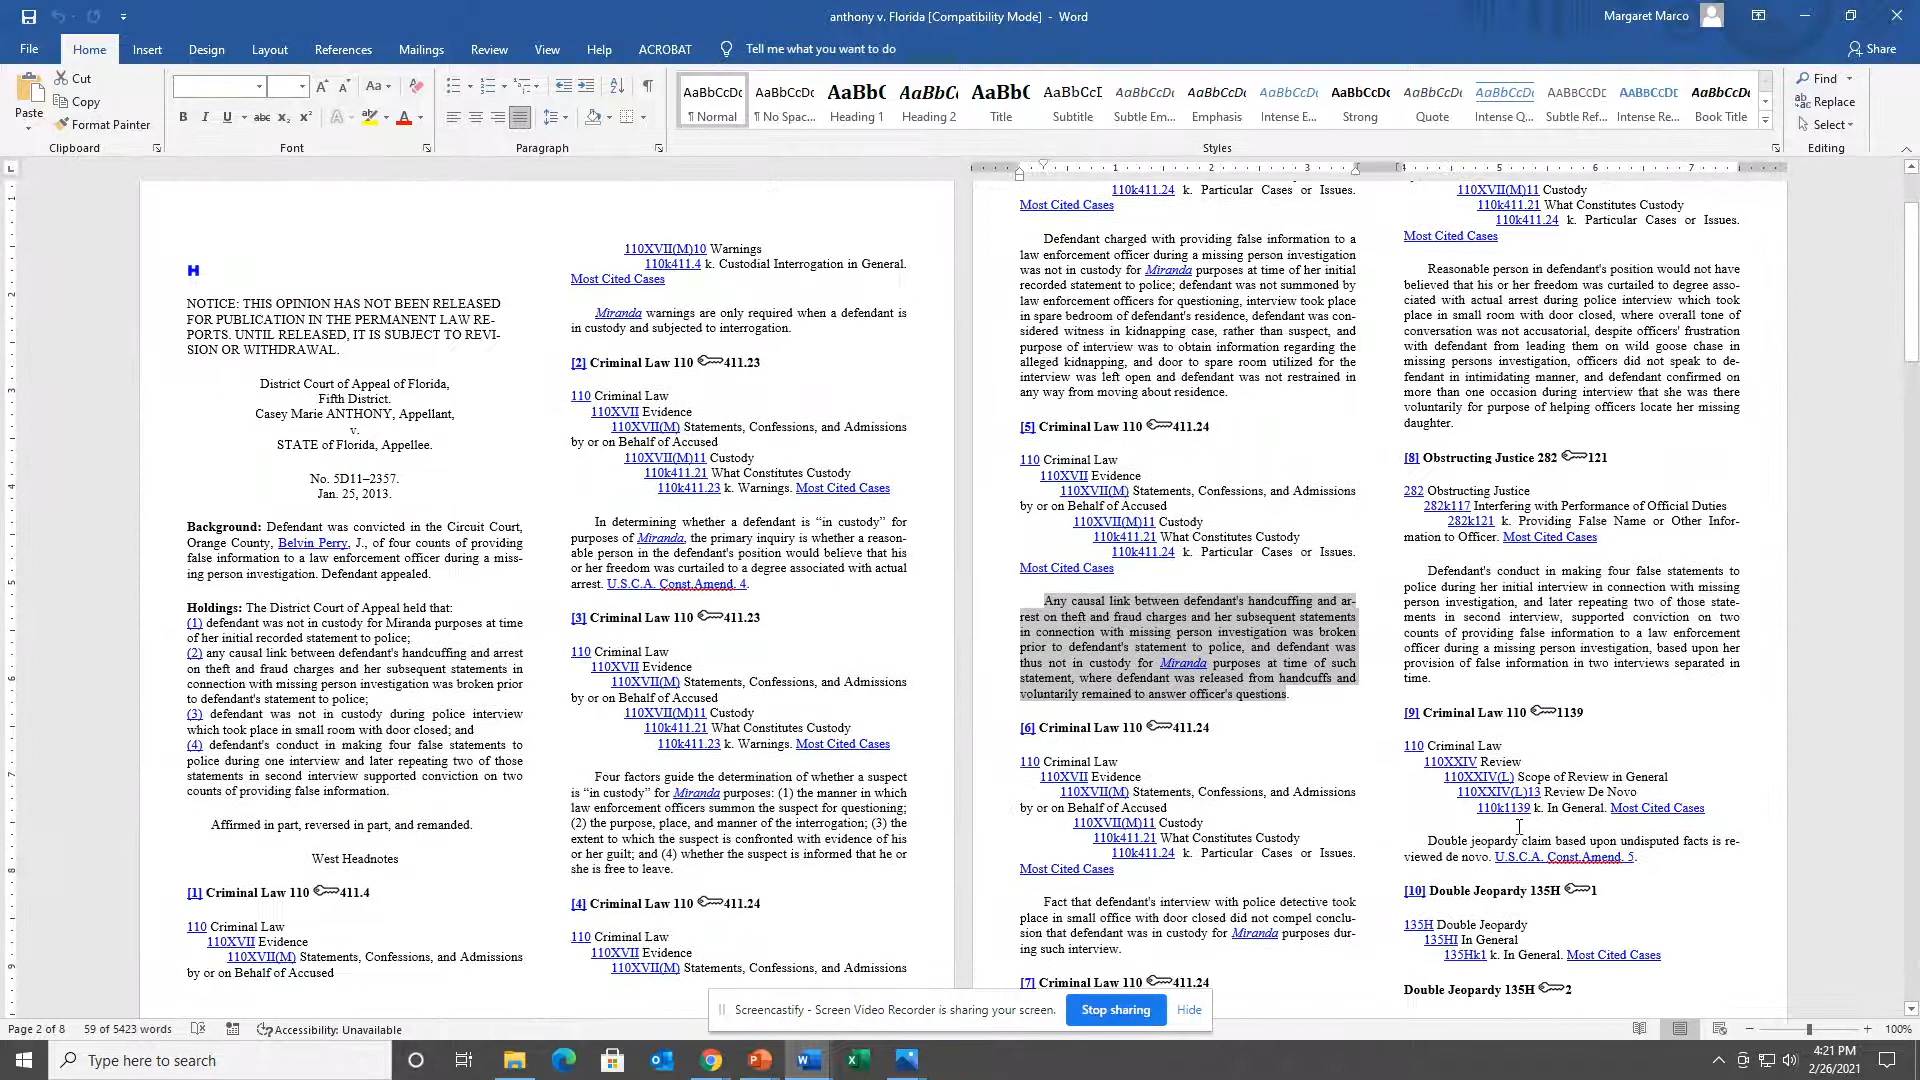 anthony v. Florida [Compatibility Mode] - Word
Margaret Marco
File Home Insert Design Layout References Mailings Review View Help ACROBAT Tell me what you want to do
Share
Paste
Cut
Copy
Format Painter
Clipboard
Font
Paragraph
AaBbCcDc AaBbCcDc AaBbC AaBbCc AaBbC AaBbCcD AaBbCcDc AaBbCcDc AaBbCcDc AaBbCcDc AaBbCcDc AaBbCcDc AABBCCDC AABBCCDE AaBbCcDc
¶ Normal ¶ No Spac... Heading 1 Heading 2 Title Subtitle Subtle Em... Emphasis Intense E... Strong Quote Intense Q... Subtle Ref... Intense Re... Book Title
Styles
Find
Replace
Select
Editing
H
NOTICE: THIS OPINION HAS NOT BEEN RELEASED
FOR PUBLICATION IN THE PERMANENT LAW RE-
PORTS. UNTIL RELEASED, IT IS SUBJECT TO REVI-
SION OR WITHDRAWAL.
District Court of Appeal of Florida,
Fifth District.
Casey Marie ANTHONY, Appellant,
v.
STATE of Florida, Appellee.
No. 5D11–2357.
Jan. 25, 2013.
Background: Defendant was convicted in the Circuit Court,
Orange County, Belvin Perry, J., of four counts of providing
false information to a law enforcement officer during a miss-
ing person investigation. Defendant appealed.
Holdings: The District Court of Appeal held that:
(1) defendant was not in custody for Miranda purposes at time
of her initial recorded statement to police;
(2) any causal link between defendant's handcuffing and arrest
on theft and fraud charges and her subsequent statements in
connection with missing person investigation was broken prior
to defendant's statement to police;
(3) defendant was not in custody during police interview
which took place in small room with door closed; and
(4) defendant's conduct in making four false statements to
police during one interview and later repeating two of those
statements in second interview supported conviction on two
counts of providing false information.
Affirmed in part, reversed in part, and remanded.
West Headnotes
[1] Criminal Law 110 411.4
110 Criminal Law
110XVII Evidence
110XVII(M) Statements, Confessions, and Admissions
by or on Behalf of Accused
110XVII(M)10 Warnings
110k411.4 k. Custodial Interrogation in General.
Most Cited Cases
Miranda warnings are only required when a defendant is
in custody and subjected to interrogation.
[2] Criminal Law 110 411.23
110 Criminal Law
110XVII Evidence
110XVII(M) Statements, Confessions, and Admissions
by or on Behalf of Accused
110XVII(M)11 Custody
110k411.21 What Constitutes Custody
110k411.23 k. Warnings. Most Cited Cases
In determining whether a defendant is “in custody” for
purposes of Miranda, the primary inquiry is whether a reason-
able person in the defendant's position would believe that his
or her freedom was curtailed to a degree associated with actual
arrest. U.S.C.A. Const.Amend. 4.
[3] Criminal Law 110 411.23
110 Criminal Law
110XVII Evidence
110XVII(M) Statements, Confessions, and Admissions
by or on Behalf of Accused
110XVII(M)11 Custody
110k411.21 What Constitutes Custody
110k411.23 k. Warnings. Most Cited Cases
Four factors guide the determination of whether a suspect
is “in custody” for Miranda purposes: (1) the manner in which
law enforcement officers summon the suspect for questioning;
(2) the purpose, place, and manner of the interrogation; (3) the
extent to which the suspect is confronted with evidence of his
or her guilt; and (4) whether the suspect is informed that he or
she is free to leave.
[4] Criminal Law 110 411.24
110 Criminal Law
110XVII Evidence
110XVII(M) Statements, Confessions, and Admissions
110k411.24 k. Particular Cases or Issues.
Most Cited Cases
Defendant charged with providing false information to a
law enforcement officer during a missing person investigation
was not in custody for Miranda purposes at time of her initial
recorded statement to police; defendant was not summoned by
law enforcement officers for questioning, interview took place
in spare bedroom of defendant's residence, defendant was con-
sidered witness in kidnapping case, rather than suspect, and
purpose of interview was to obtain information regarding the
alleged kidnapping, and door to spare room utilized for the
interview was left open and defendant was not restrained in
any way from moving about residence.
[5] Criminal Law 110 411.24
110 Criminal Law
110XVII Evidence
110XVII(M) Statements, Confessions, and Admissions
by or on Behalf of Accused
110XVII(M)11 Custody
110k411.21 What Constitutes Custody
110k411.24 k. Particular Cases or Issues.
Most Cited Cases
Any causal link between defendant's handcuffing and ar-
rest on theft and fraud charges and her subsequent statements
in connection with missing person investigation was broken
prior to defendant's statement to police, and defendant was
thus not in custody for Miranda purposes at time of such
statement, where defendant was released from handcuffs and
voluntarily remained to answer officer's questions.
[6] Criminal Law 110 411.24
110 Criminal Law
110XVII Evidence
110XVII(M) Statements, Confessions, and Admissions
by or on Behalf of Accused
110XVII(M)11 Custody
110k411.21 What Constitutes Custody
110k411.24 k. Particular Cases or Issues.
Most Cited Cases
Fact that defendant's interview with police detective took
place in small office with door closed did not compel conclu-
sion that defendant was in custody for Miranda purposes dur-
ing such interview.
[7] Criminal Law 110 411.24
110XVII(M)11 Custody
110k411.21 What Constitutes Custody
110k411.24 k. Particular Cases or Issues.
Most Cited Cases
Reasonable person in defendant's position would not have
believed that his or her freedom was curtailed to degree asso-
ciated with actual arrest during police interview which took
place in small room with door closed, where overall tone of
conversation was not accusatorial, despite officers' frustration
with defendant from leading them on wild goose chase in
missing persons investigation, officers did not speak to de-
fendant in intimidating manner, and defendant confirmed on
more than one occasion during interview that she was there
voluntarily for purpose of helping officers locate her missing
daughter.
[8] Obstructing Justice 282 121
282 Obstructing Justice
282k117 Interfering with Performance of Official Duties
282k121 k. Providing False Name or Other Infor-
mation to Officer. Most Cited Cases
Defendant's conduct in making four false statements to
police during her initial interview in connection with missing
person investigation, and later repeating two of those state-
ments in second interview, supported conviction on two
counts of providing false information to a law enforcement
officer during a missing person investigation, based upon her
provision of false information in two interviews separated in
time.
[9] Criminal Law 110 1139
110 Criminal Law
110XXIV Review
110XXIV(L) Scope of Review in General
110XXIV(L)13 Review De Novo
110k1139 k. In General. Most Cited Cases
Double jeopardy claim based upon undisputed facts is re-
viewed de novo. U.S.C.A. Const.Amend. 5.
[10] Double Jeopardy 135H 1
135H Double Jeopardy
135HI In General
135Hk1 k. In General. Most Cited Cases
Double Jeopardy 135H 2
Screencastify - Screen Video Recorder is sharing your screen. Stop sharing Hide
Page 2 of 8 59 of 5423 words Accessibility: Unavailable
100%
Type here to search
4:21 PM
2/26/2021